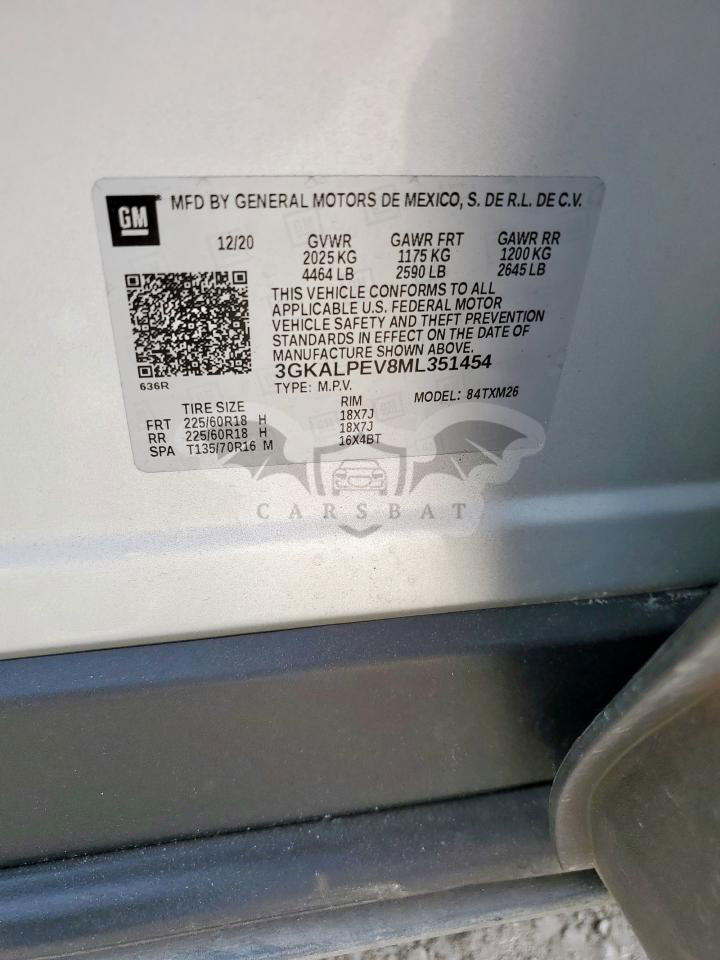 GM
MFD BY GENERAL MOTORS DE MEXICO, S. DE R.L. DE C.V.
12/20 GVWR GAWR FRT GAWR RR
2025 KG 1175 KG 1200 KG
4464 LB 2590 LB 2645 LB
THIS VEHICLE CONFORMS TO ALL
APPLICABLE U.S. FEDERAL MOTOR
VEHICLE SAFETY AND THEFT PREVENTION
STANDARDS IN EFFECT ON THE DATE OF
MANUFACTURE SHOWN ABOVE.
3GKALPEV8ML351454
636R
TYPE: M.P.V. MODEL: 84TXM26
TIRE SIZE RIM
FRT 225/60R18 H 18X7J
RR 225/60R18 H 18X7J
SPA T135/70R16 M 16X4BT
CARSBAT